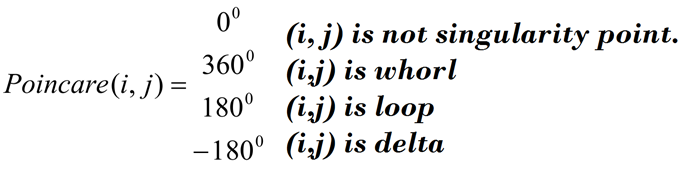 0⁰ (i, j) is not singularity point.
360⁰ (i,j) is whorl
Poincare(i, j) =
180⁰ (i,j) is loop
−180⁰ (i,j) is delta